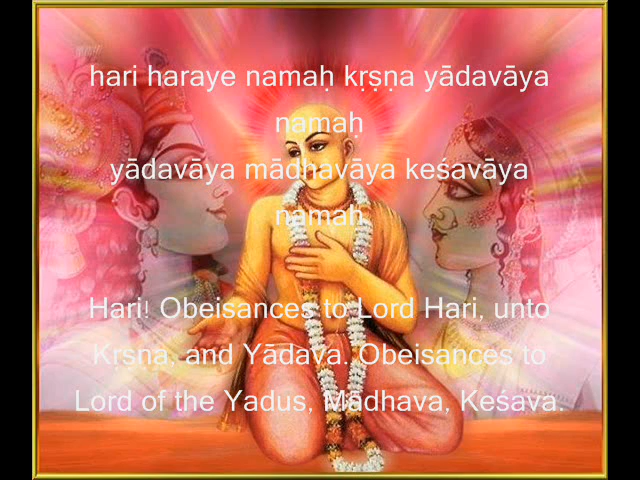 hari haraye namaḥ kṛṣṇa yādavāya
namaḥ
yādavāya mādhavāya keśavāya
namaḥ
Hari! Obeisances to Lord Hari, unto
Kṛṣṇa, and Yādava. Obeisances to
Lord of the Yadus, Mādhava, Keśava.